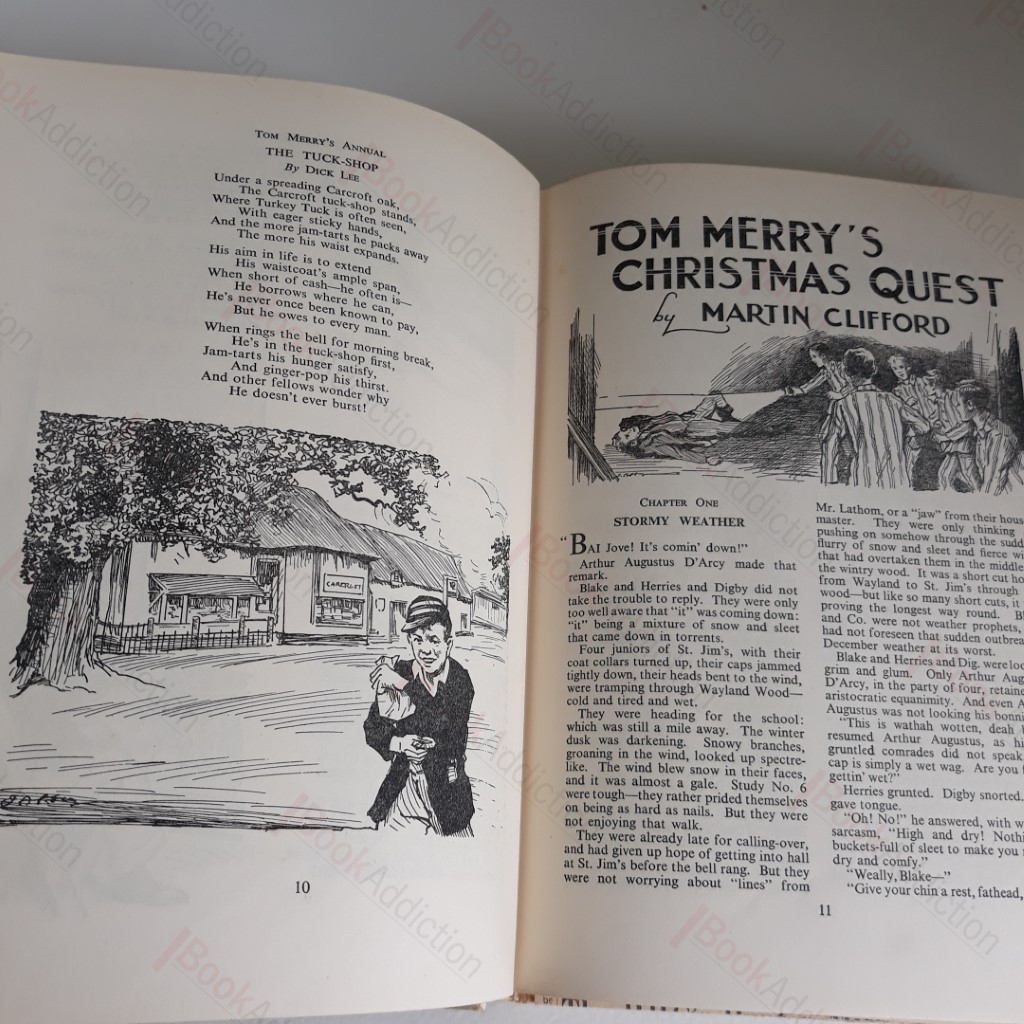 TOM MERRY'S ANNUAL
THE TUCK-SHOP
By DICK LEE
Under a spreading Carcroft oak,
The Carcroft tuck-shop stands,
Where Turkey Tuck is often seen,
With eager sticky hands,
And the more jam-tarts he packs away
The more his waist expands.
His aim in life is to extend
His waistcoat's ample span,
When short of cash—he often is—
He borrows where he can,
He's never once been known to pay,
But he owes to every man.
When rings the bell for morning break,
He's in the tuck-shop first,
Jam-tarts his hunger satisfy,
And ginger-pop his thirst.
And other fellows wonder why
He doesn't ever burst!
CARCROFT
10
TOM MERRY'S
CHRISTMAS QUEST
by MARTIN CLIFFORD
CHAPTER ONE
STORMY WEATHER
"BAI Jove! It's comin' down!"
Arthur Augustus D'Arcy made that
remark.
Blake and Herries and Digby did not
take the trouble to reply. They were only
too well aware that "it" was coming down:
"it" being a mixture of snow and sleet
that came down in torrents.
Four juniors of St. Jim's, with their
coat collars turned up, their caps jammed
tightly down, their heads bent to the wind,
were tramping through Wayland Wood—
cold and tired and wet.
They were heading for the school:
which was still a mile away. The winter
dusk was darkening. Snowy branches,
groaning in the wind, looked up spectre-
like. The wind blew snow in their faces,
and it was almost a gale. Study No. 6
were tough—they rather prided themselves
on being as hard as nails. But they were
not enjoying that walk.
They were already late for calling-over,
and had given up hope of getting into hall
at St. Jim's before the bell rang. But they
were not worrying about "lines" from
Mr. Lathom, or a "jaw" from their hous
master. They were only thinking
pushing on somehow through the sudd
flurry of snow and sleet and fierce wi
that had overtaken them in the middle
the wintry wood. It was a short cut ho
from Wayland to St. Jim's through
wood—but like so many short cuts, it
proving the longest way round. Bl
and Co. were not weather prophets,
had not foreseen that sudden outbrea
December weather at its worst.
Blake and Herries and Dig. were loo
grim and glum. Only Arthur Aug
D'Arcy, in the party of four, retaine
aristocratic equanimity. And even A
Augustus was not looking his bonni
"This is wathah wotten, deah b
resumed Arthur Augustus, as hi
gruntled comrades did not speak
cap is simply a wet wag. Are you f
gettin' wet?"
Herries grunted. Digby snorted.
gave tongue.
"Oh! No!" he answered, with w
sarcasm, "High and dry! Nothi
buckets-full of sleet to make you
dry and comfy."
"Weally, Blake—"
"Give your chin a rest, fathead,
11
BookAddiction